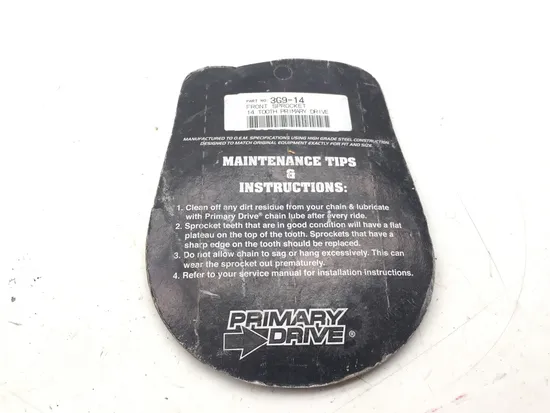 PART NO. 3G9-14
FRONT SPROCKET
14 TOOTH PRIMARY DRIVE
MANUFACTURED TO O.E.M. SPECIFICATIONS USING HIGH GRADE STEEL CONSTRUCTION
DESIGNED TO MATCH ORIGINAL EQUIPMENT EXACTLY FOR FIT AND SIZE.
MAINTENANCE TIPS
&
INSTRUCTIONS:
1. Clean off any dirt residue from your chain & lubricate
with Primary Drive® chain lube after every ride.
2. Sprocket teeth that are in good condition will have a flat
plateau on the top of the tooth. Sprockets that have a
sharp edge on the tooth should be replaced.
3. Do not allow chain to sag or hang excessively. This can
wear the sprocket out prematurely.
4. Refer to your service manual for installation instructions.
PRIMARY
DRIVE®